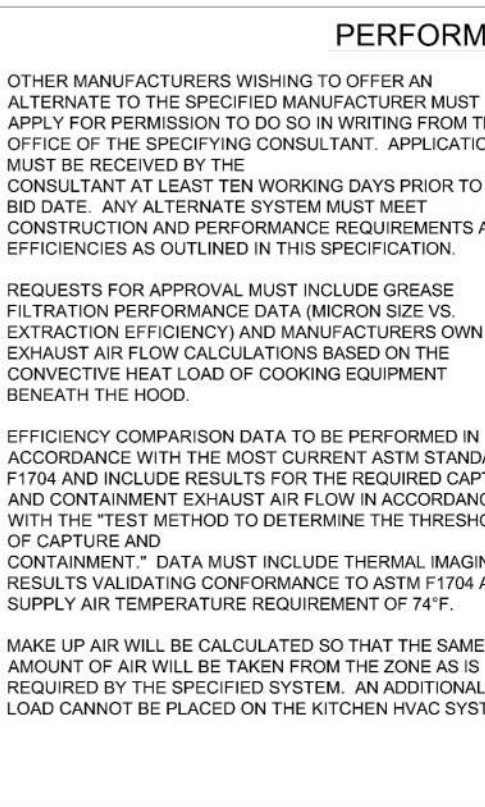 PERFORM
OTHER MANUFACTURERS WISHING TO OFFER AN
ALTERNATE TO THE SPECIFIED MANUFACTURER MUST
APPLY FOR PERMISSION TO DO SO IN WRITING FROM T
OFFICE OF THE SPECIFYING CONSULTANT. APPLICATIO
MUST BE RECEIVED BY THE
CONSULTANT AT LEAST TEN WORKING DAYS PRIOR TO
BID DATE. ANY ALTERNATE SYSTEM MUST MEET
CONSTRUCTION AND PERFORMANCE REQUIREMENTS A
EFFICIENCIES AS OUTLINED IN THIS SPECIFICATION.
REQUESTS FOR APPROVAL MUST INCLUDE GREASE
FILTRATION PERFORMANCE DATA (MICRON SIZE VS.
EXTRACTION EFFICIENCY) AND MANUFACTURERS OWN
EXHAUST AIR FLOW CALCULATIONS BASED ON THE
CONVECTIVE HEAT LOAD OF COOKING EQUIPMENT
BENEATH THE HOOD.
EFFICIENCY COMPARISON DATA TO BE PERFORMED IN
ACCORDANCE WITH THE MOST CURRENT ASTM STANDA
F1704 AND INCLUDE RESULTS FOR THE REQUIRED CAPT
AND CONTAINMENT EXHAUST AIR FLOW IN ACCORDANC
WITH THE "TEST METHOD TO DETERMINE THE THRESHO
OF CAPTURE AND
CONTAINMENT." DATA MUST INCLUDE THERMAL IMAGIN
RESULTS VALIDATING CONFORMANCE TO ASTM F1704 A
SUPPLY AIR TEMPERATURE REQUIREMENT OF 74°F.
MAKE UP AIR WILL BE CALCULATED SO THAT THE SAME
AMOUNT OF AIR WILL BE TAKEN FROM THE ZONE AS IS
REQUIRED BY THE SPECIFIED SYSTEM. AN ADDITIONAL
LOAD CANNOT BE PLACED ON THE KITCHEN HVAC SYST